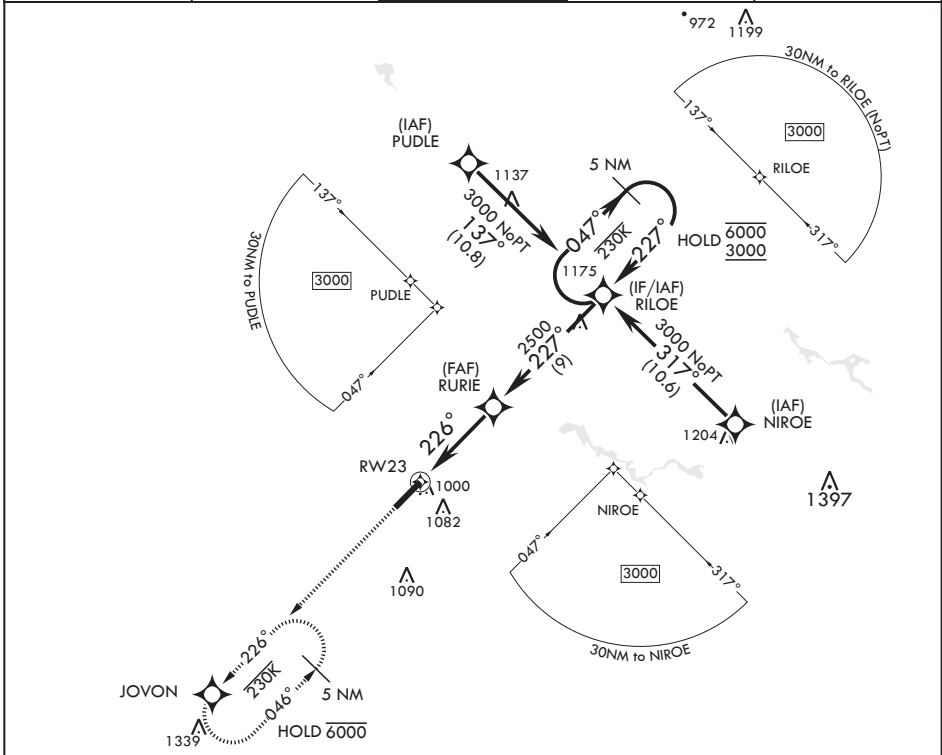 972
1199
30NM to RILOE (NoPT)
137°
3000
RILOE
317°
(IAF)
PUDLE
1137
3000 NoPT
137°
(10.8)
5 NM
047°
230K
227°
HOLD 6000
3000
1175
(IF/IAF)
RILOE
137°
30NM to PUDLE
3000
PUDLE
047°
2500
227°
(9)
3000 NoPT
317°
(10.6)
(FAF)
RURIE
(IAF)
NIROE
1204
226°
RW23
1000
1082
1397
NIROE
047°
317°
3000
30NM to NIROE
1090
226°
230K
JOVON
046°
5 NM
1339
HOLD 6000